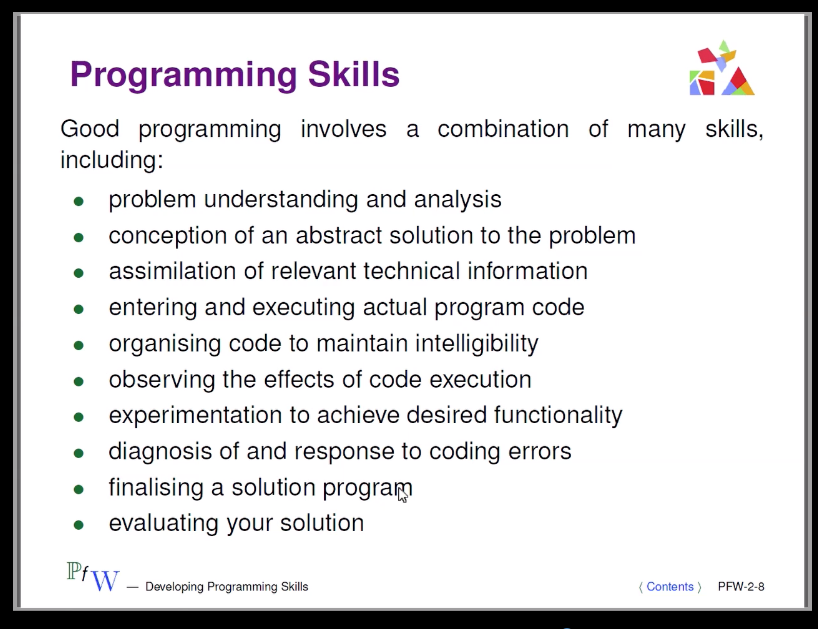 Programming Skills
Good programming involves a combination of many skills,
including:
● problem understanding and analysis
● conception of an abstract solution to the problem
● assimilation of relevant technical information
● entering and executing actual program code
● organising code to maintain intelligibility
● observing the effects of code execution
● experimentation to achieve desired functionality
● diagnosis of and response to coding errors
● finalising a solution program
● evaluating your solution
ℙfW — Developing Programming Skills ⟨ Contents ⟩ PFW-2-8